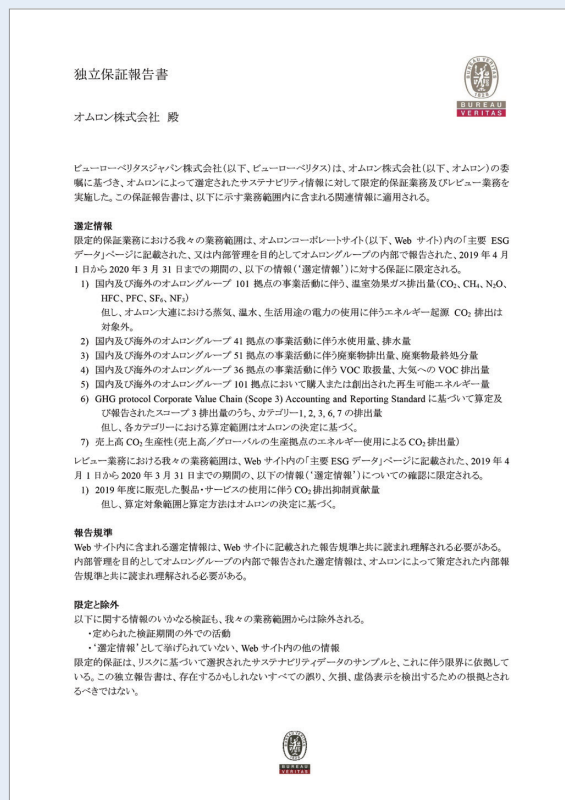 独立保証報告書
BUREAU VERITAS
1828
BUREAU
VERITAS
オムロン株式会社 殿
ビューローベリタスジャパン株式会社(以下、ビューローベリタス)は、オムロン株式会社(以下、オムロン)の委
嘱に基づき、オムロンによって選定されたサステナビリティ情報に対して限定的保証業務及びレビュー業務を
実施した。この保証報告書は、以下に示す業務範囲内に含まれる関連情報に適用される。
選定情報
限定的保証業務における我々の業務範囲は、オムロンコーポレートサイト(以下、Web サイト)内の「主要 ESG
データ」ページに記載された、又は内部管理を目的としてオムログループの内部で報告された、2019 年 4 月
1 日から 2020 年 3 月 31 日までの期間の、以下の情報(‘選定情報’)に対する保証に限定される。
1) 国内及び海外のオムログループ 101 拠点の事業活動に伴う、温室効果ガス排出量(CO₂, CH₄, N₂O,
HFC, PFC, SF₆, NF₃)
但し、オムロン大連における蒸気、温水、生活用途の電力の使用に伴うエネルギー起源 CO₂ 排出は
対象外。
2) 国内及び海外のオムログループ 41 拠点の事業活動に伴う水使用量、排水量
3) 国内及び海外のオムログループ 51 拠点の事業活動に伴う廃棄物排出量、廃棄物最終処分量
4) 国内及び海外のオムログループ 36 拠点の事業活動に伴う VOC 取扱量、大気への VOC 排出量
5) 国内及び海外のオムログループ 101 拠点において購入または創出された再生可能エネルギー量
6) GHG protocol Corporate Value Chain (Scope 3) Accounting and Reporting Standard に基づいて算定及
び報告されたスコープ 3 排出量のうち、カテゴリー1, 2, 3, 6, 7 の排出量
但し、各カテゴリーにおける算定範囲はオムロンの決定に基づく。
7) 売上高 CO₂ 生産性(売上高/グローバルの生産拠点のエネルギー使用による CO₂ 排出量)
レビュー業務における我々の業務範囲は、Web サイト内の「主要 ESG データ」ページに記載された、2019 年 4
月 1 日から 2020 年 3 月 31 日までの期間の、以下の情報(‘選定情報’)についての確認に限定される。
1) 2019 年度に販売した製品・サービスの使用に伴う CO₂ 排出抑制貢献量
但し、算定対象範囲と算定方法はオムロンの決定に基づく。
報告規準
Web サイト内に含まれる選定情報は、Web サイトに記載された報告規準と共に読まれ理解される必要がある。
内部管理を目的としてオムログループの内部で報告された選定情報は、オムロンによって策定された内部報
告規準と共に読まれ理解される必要がある。
限定と除外
以下に関する情報のいかなる検証も、我々の業務範囲からは除外される。
・定められた検証期間の外での活動
・‘選定情報’として挙げられていない、Web サイト内の他の情報
限定的保証は、リスクに基づいて選択されたサステナビリティデータのサンプルと、これに伴う限界に依拠して
いる。この独立報告書は、存在するかもしれないすべての誤り、欠損、虚偽表示を検出するための根拠とされ
るべきではない。
BUREAU VERITAS
1828
BUREAU
VERITAS